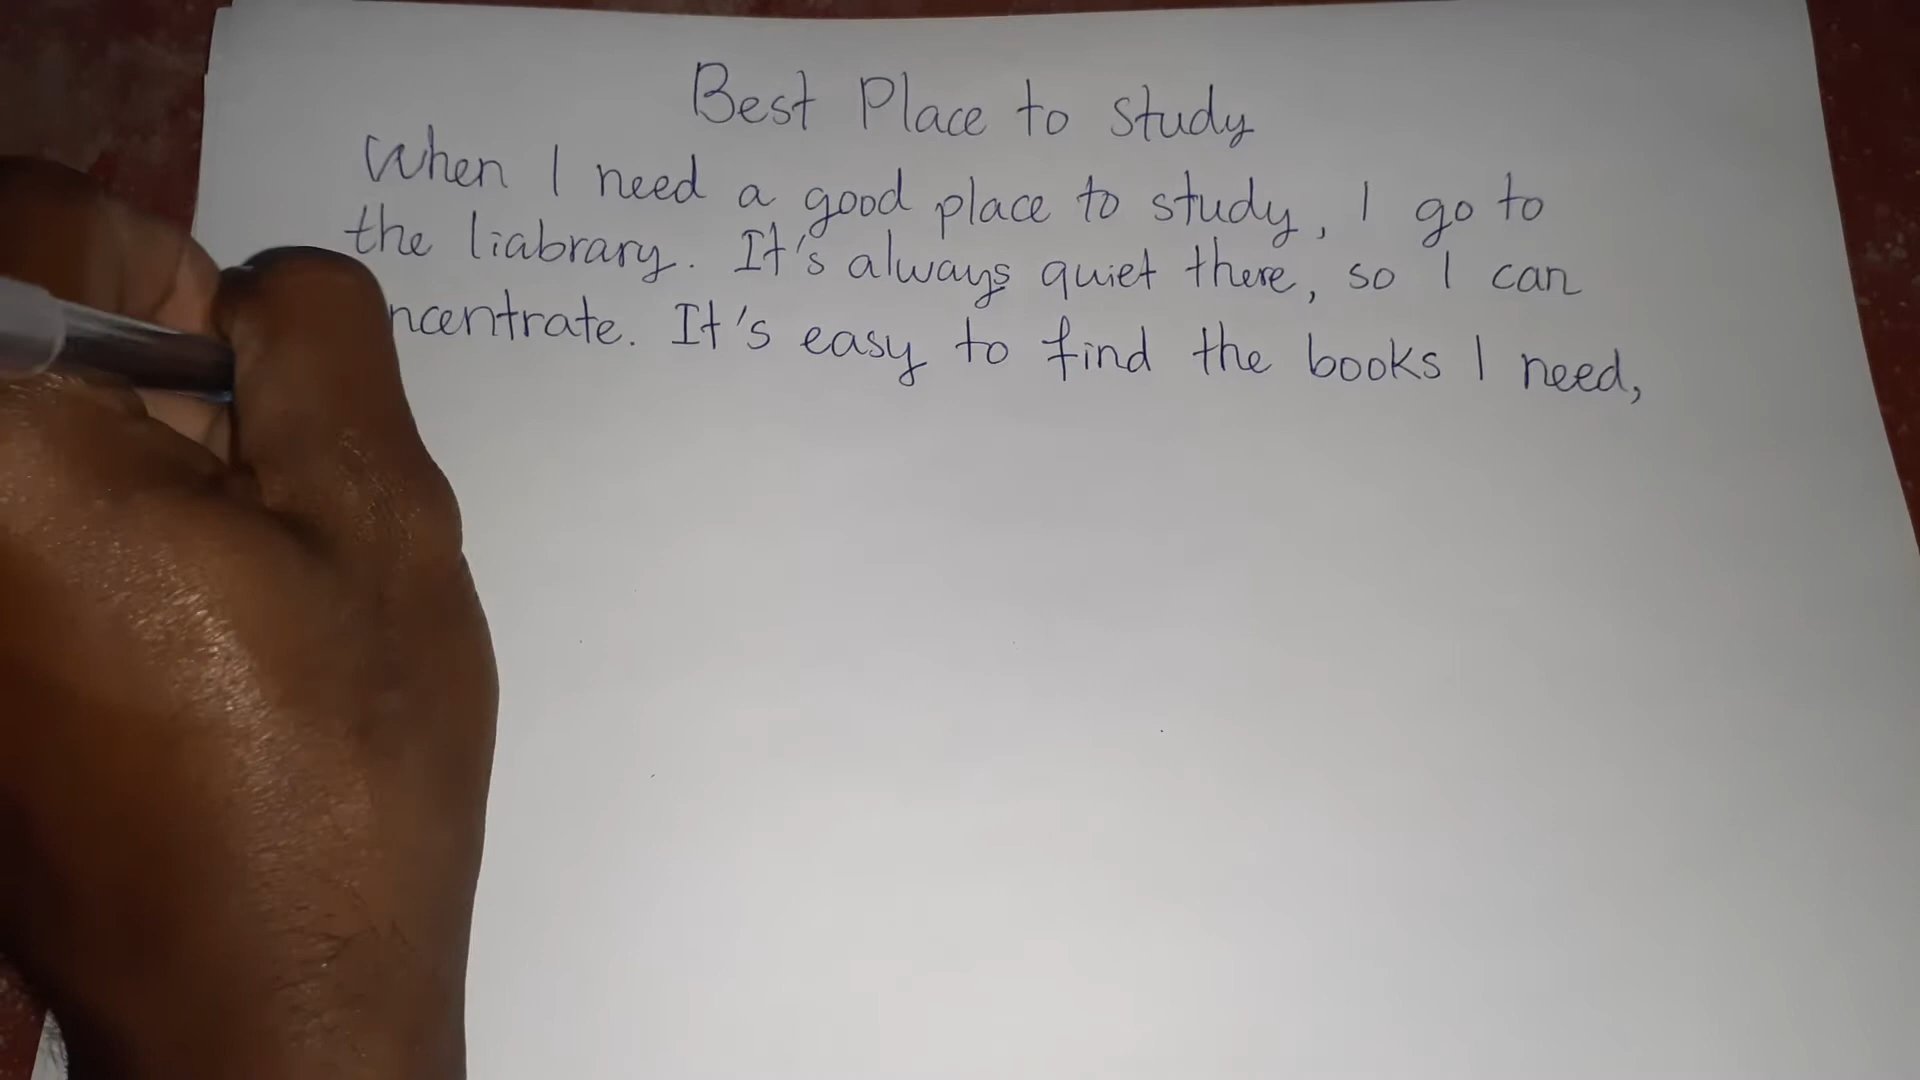 Best Place to study
When I need a good place to study, I go to
the liabrary. It's always quiet there, so I can
ncentrate. It's easy to find the books I need,